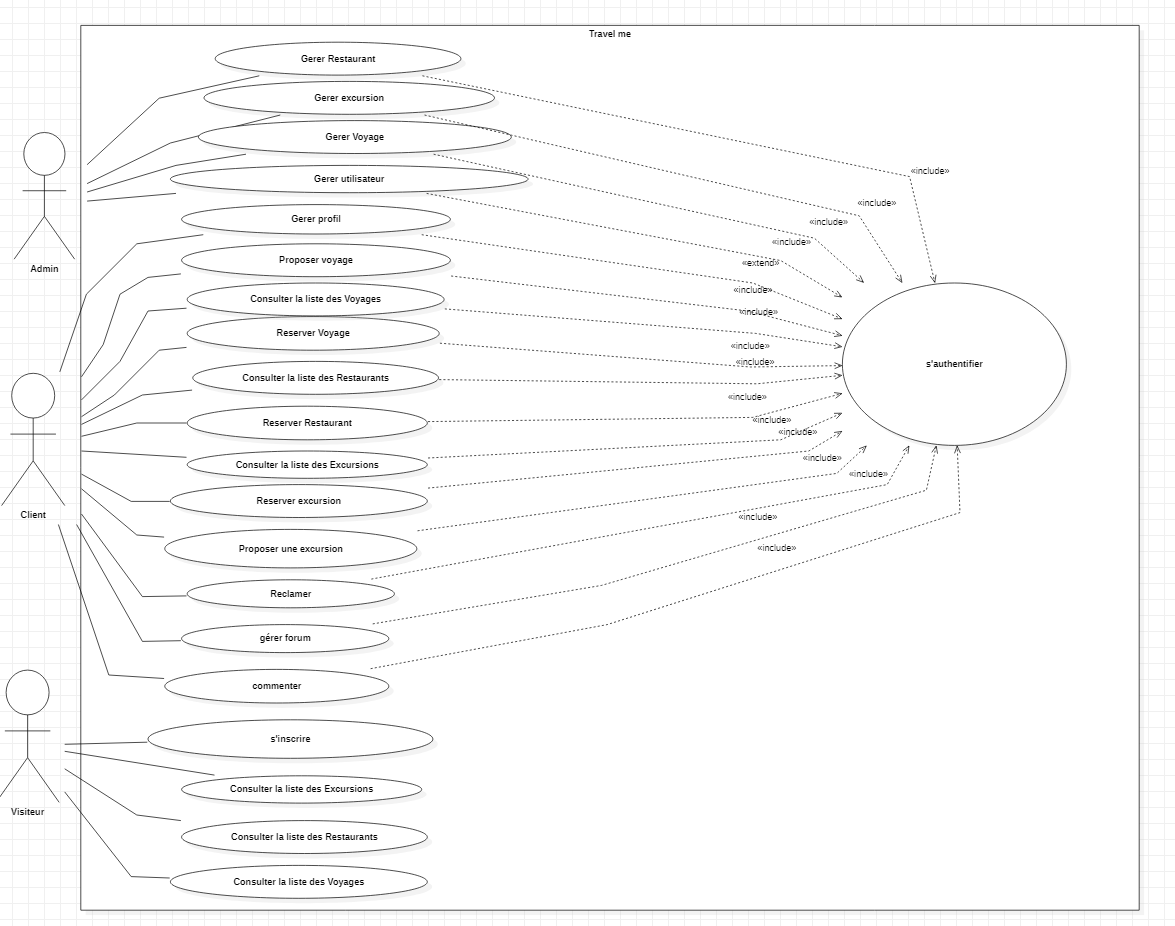 Travel me
Gerer Restaurant
Gerer excursion
Gerer Voyage
Gerer utilisateur
Gerer profil
Proposer voyage
Consulter la liste des Voyages
Reserver Voyage
Consulter la liste des Restaurants
Reserver Restaurant
Consulter la liste des Excursions
Reserver excursion
Proposer une excursion
Reclamer
gérer forum
commenter
s'inscrire
Consulter la liste des Excursions
Consulter la liste des Restaurants
Consulter la liste des Voyages
Admin
Client
Visiteur
«include»
«include»
«include»
«include»
«extend»
«include»
«include»
«include»
«include»
«include»
«include»
«include»
«include»
«include»
«include»
«include»
s'authentifier